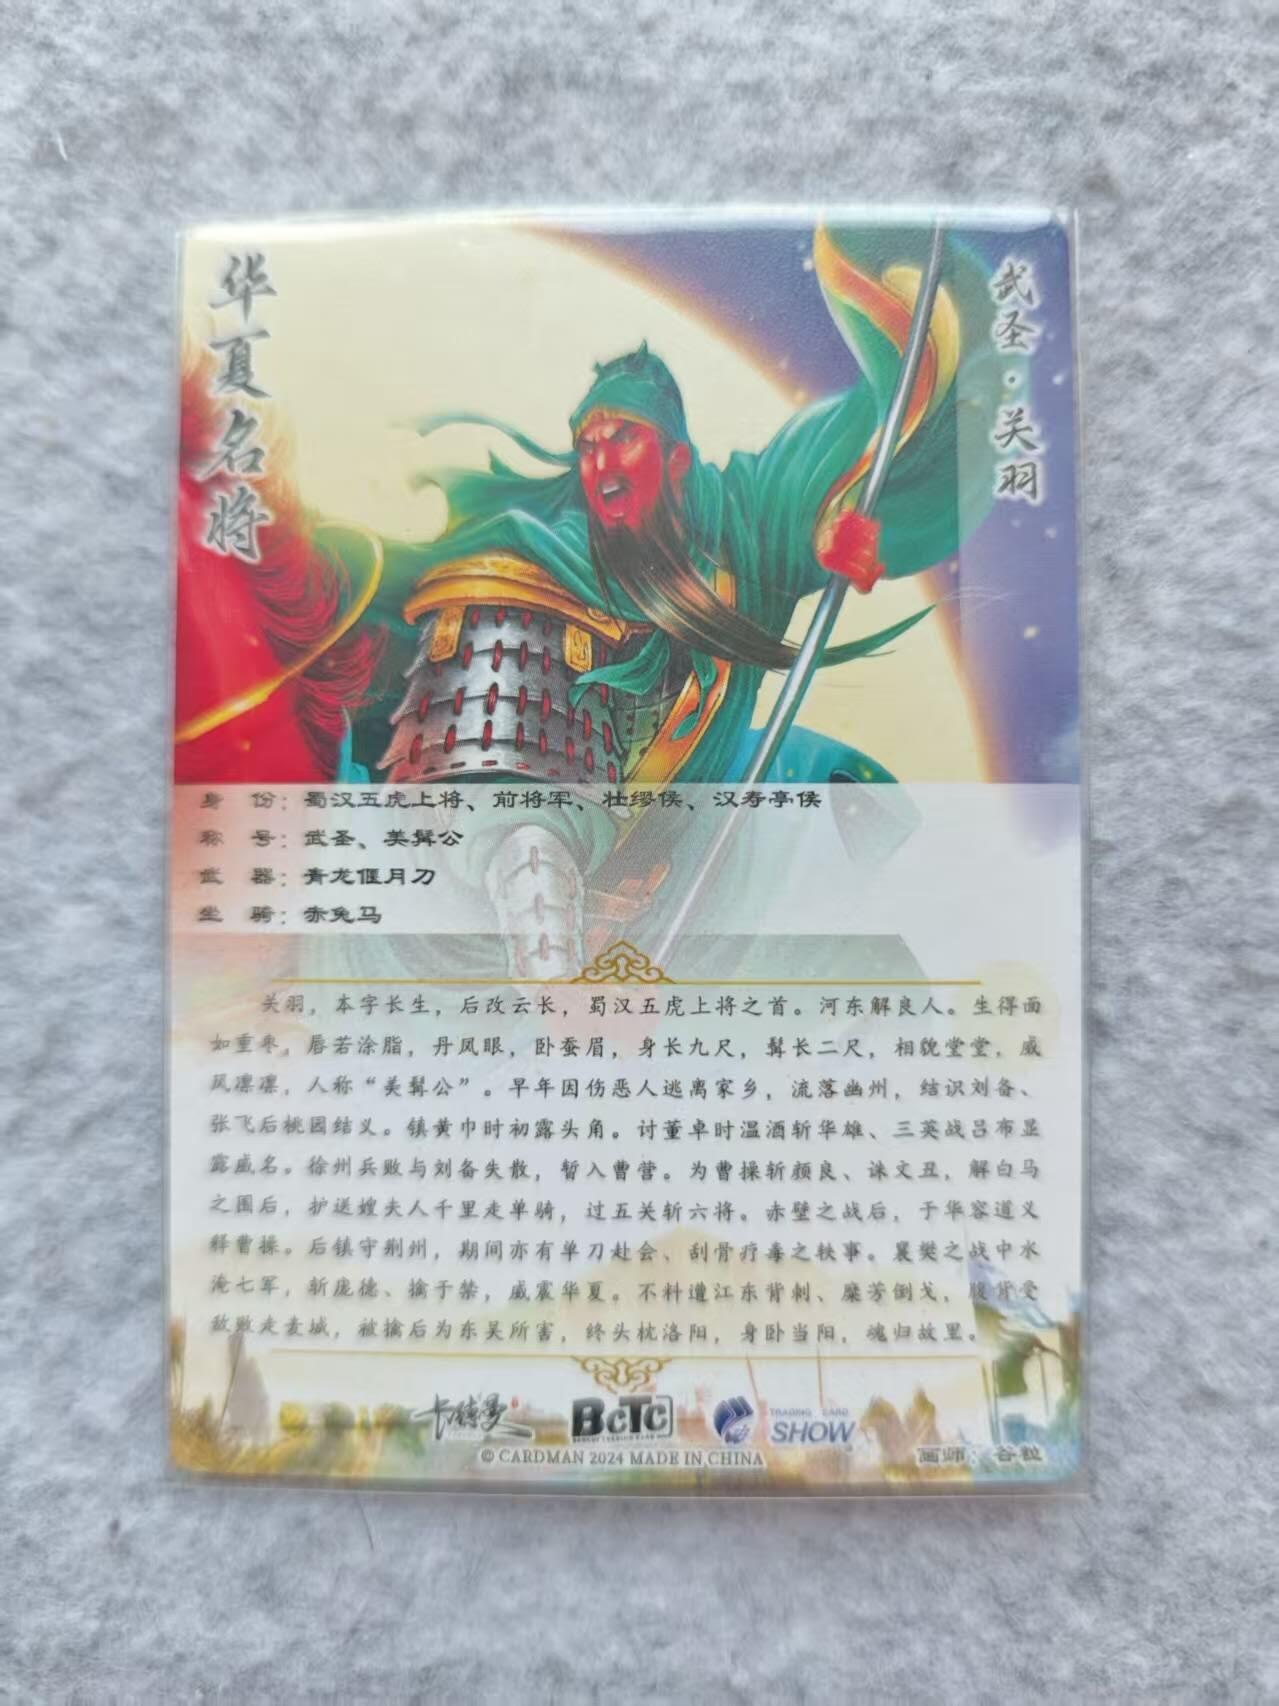 华夏名将
武圣·关羽
身 份：蜀汉五虎上将、前将军、壮缪侯、汉寿亭侯
称 号：武圣、美髯公
武 器：青龙偃月刀
坐 骑：赤兔马
关羽，本字长生，后改云长，蜀汉五虎上将之首。河东解良人。生得面
如重枣，唇若涂脂，丹凤眼，卧蚕眉，身长九尺，髯长二尺，相貌堂堂，威
风凛凛，人称“美髯公”。早年因伤恶人逃离家乡，流落幽州，结识刘备、
张飞后桃园结义。镇黄巾时初露头角。讨董卓时温酒斩华雄、三英战吕布显
露威名。徐州兵败与刘备失散，暂入曹营。为曹操斩颜良、诛文丑，解白马
之围后，护送嫂夫人千里走单骑，过五关斩六将。赤壁之战后，于华容道义
释曹操。后镇守荆州，期间亦有单刀赴会、刮骨疗毒之轶事。襄樊之战中水
淹七军，斩庞德、擒于禁，威震华夏。不料遭江东背刺、糜芳倒戈，腹背受
敌败走麦城，被擒后为东吴所害，终头枕洛阳，身卧当阳，魂归故里。
卡德曼
BCTC
TRADING CARD
SHOW
© CARDMAN 2024 MADE IN CHINA
画师：谷粒